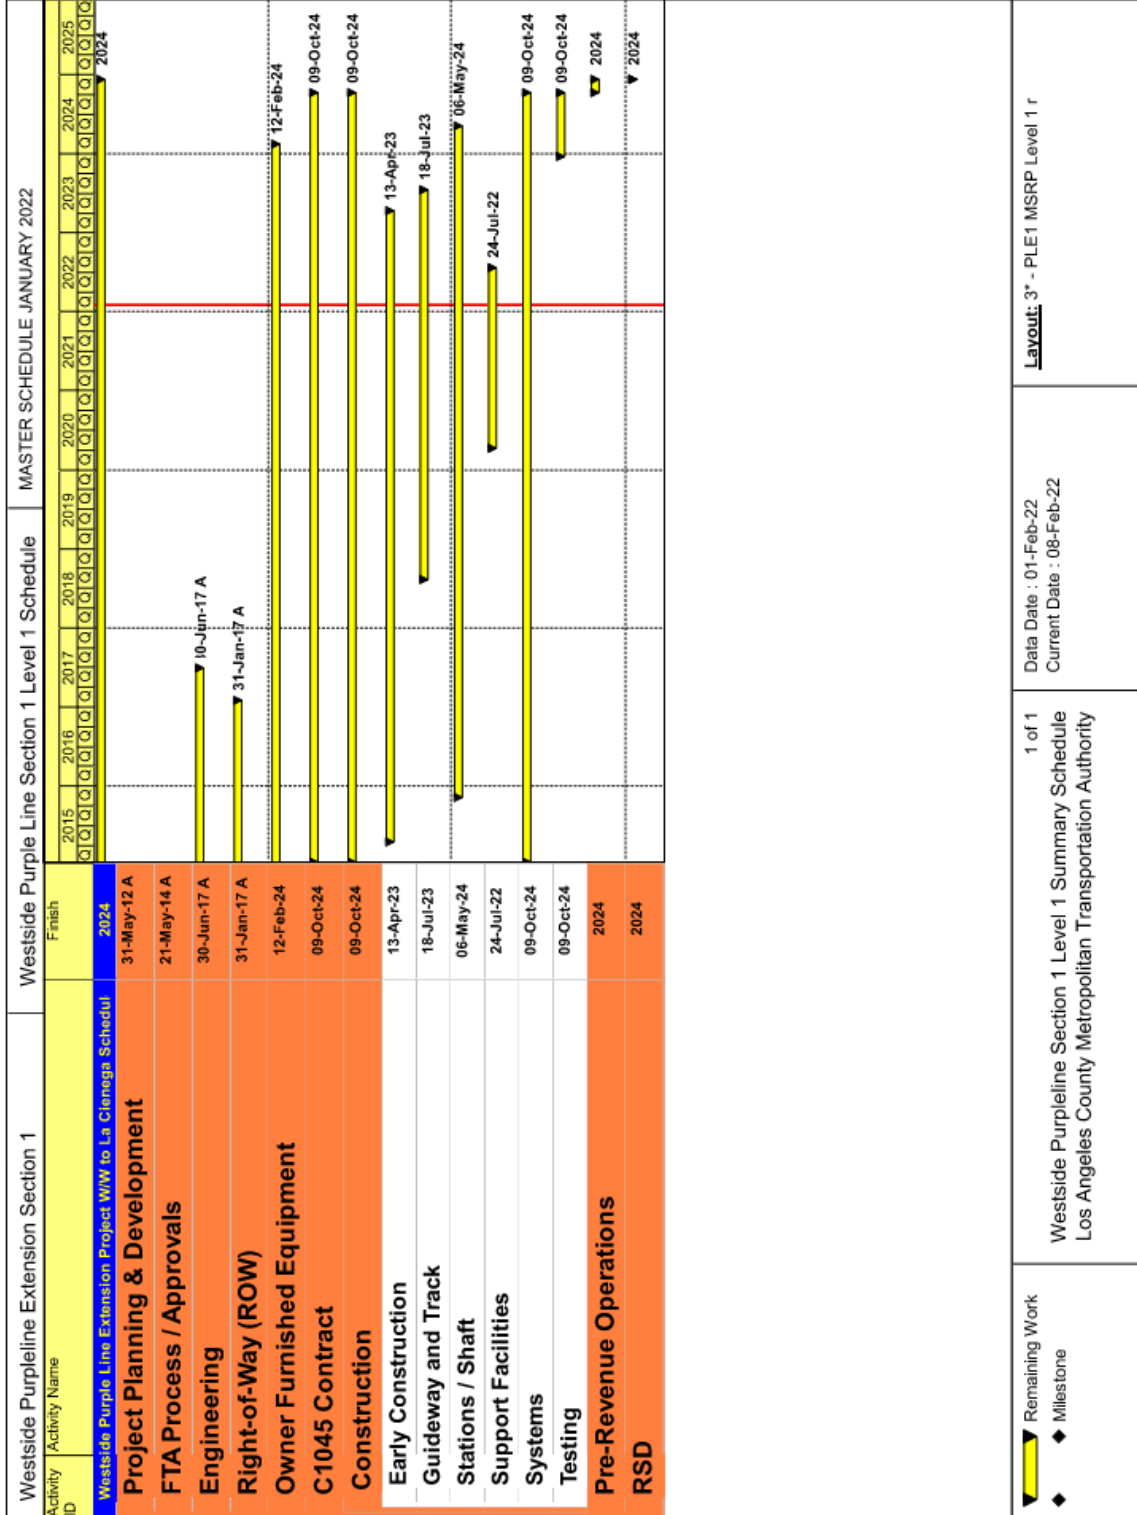 Westside Purpleline Extension Section 1
Westside Purple Line Section 1 Level 1 Schedule
MASTER SCHEDULE JANUARY 2022
Activity ID
Activity Name
Finish
2015 2016 2017 2018 2019 2020 2021 2022 2023 2024 2025
Q Q Q Q Q Q Q Q Q Q Q Q Q Q Q Q Q Q Q Q Q Q Q Q Q Q Q Q Q Q Q Q Q Q Q Q Q Q Q Q Q Q Q Q
Westside Purple Line Extension Project W/W to La Cienega Schedul 2024 2024
Project Planning & Development 31-May-12 A
FTA Process / Approvals 21-May-14 A
Engineering 30-Jun-17 A 0-Jun-17 A
Right-of-Way (ROW) 31-Jan-17 A 31-Jan-17 A
Owner Furnished Equipment 12-Feb-24 12-Feb-24
C1045 Contract 09-Oct-24 09-Oct-24
Construction 09-Oct-24 09-Oct-24
Early Construction 13-Apr-23 13-Apr-23
Guideway and Track 18-Jul-23 18-Jul-23
Stations / Shaft 06-May-24 06-May-24
Support Facilities 24-Jul-22 24-Jul-22
Systems 09-Oct-24 09-Oct-24
Testing 09-Oct-24 09-Oct-24
Pre-Revenue Operations 2024 2024
RSD 2024 2024
Remaining Work
Milestone
1 of 1
Westside Purpleline Section 1 Level 1 Summary Schedule
Los Angeles County Metropolitan Transportation Authority
Data Date : 01-Feb-22
Current Date : 08-Feb-22
Layout: 3* - PLE1 MSRP Level 1 r